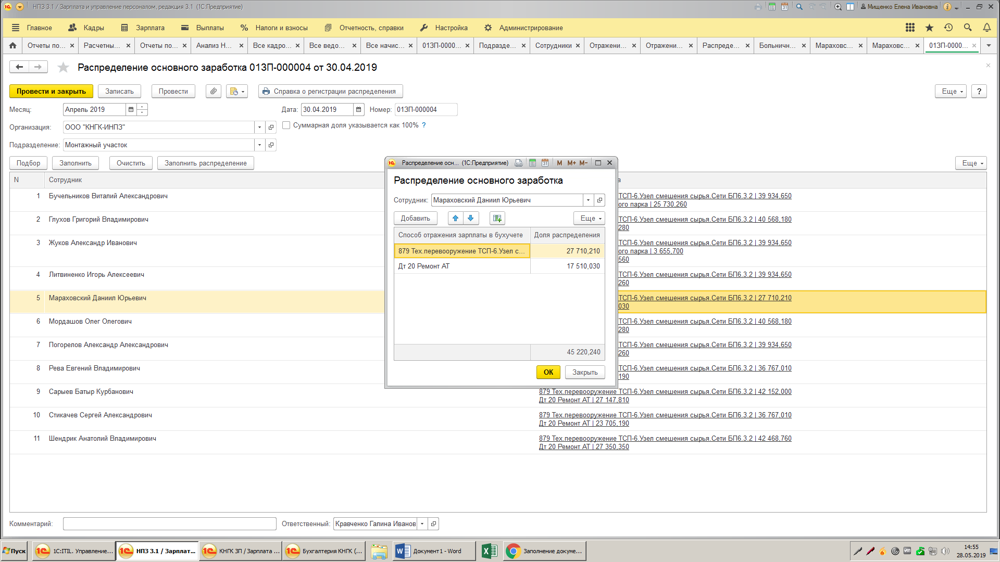 НПЗ 3.1 / Зарплата и управление персоналом, редакция 3.1 (1С:Предприятие)
Мищенко Елена Ивановна
Главное
Кадры
Зарплата
Выплаты
Налоги и взносы
Отчетность, справки
Настройка
Администрирование
Отчеты по...
Расчетны...
Отчеты по...
Анализ Н...
Все кадро...
Все ведо...
Все начис...
013П-0000...
Подразде...
Сотрудники
Отражени...
Отражени...
Распреде...
Больничн...
Мараховс...
Мараховс...
013П-0000...
Распределение основного заработка 013П-000004 от 30.04.2019
Провести и закрыть
Записать
Провести
Справка о регистрации распределения
Еще
?
Месяц: Апрель 2019
Дата: 30.04.2019
Номер: 013П-000004
Организация: ООО "КНГК-ИНПЗ"
Суммарная доля указывается как 100% ?
Подразделение: Монтажный участок
Подбор
Заполнить
Очистить
Заполнить распределение
Еще
N Сотрудник а
1 Бучельников Виталий Александрович ТСП-6.Узел смешения сырья.Сети БП6.3.2 | 39 934,650
ого парка | 25 730,260
2 Глухов Григорий Владимирович ТСП-6.Узел смешения сырья.Сети БП6.3.2 | 40 568,180
280
3 Жуков Александр Иванович ТСП-6.Узел смешения сырья.Сети БП6.3.2 | 39 934,650
ого парка | 3 655,700
560
4 Литвиненко Игорь Алексеевич ТСП-6.Узел смешения сырья.Сети БП6.3.2 | 39 934,650
260
5 Мараховский Даниил Юрьевич ТСП-6.Узел смешения сырья.Сети БП6.3.2 | 27 710,210
030
6 Мордашов Олег Олегович ТСП-6.Узел смешения сырья.Сети БП6.3.2 | 40 568,180
280
7 Погорелов Александр Александрович ТСП-6.Узел смешения сырья.Сети БП6.3.2 | 39 934,650
260
8 Рева Евгений Владимирович ТСП-6.Узел смешения сырья.Сети БП6.3.2 | 36 767,010
190
9 Сарыев Батыр Курбанович 879 Тех.перевооружение ТСП-6.Узел смешения сырья.Сети БП6.3.2 | 42 152,000
Дт 20 Ремонт АТ | 27 147,810
10 Стикачев Сергей Александрович 879 Тех.перевооружение ТСП-6.Узел смешения сырья.Сети БП6.3.2 | 36 767,010
Дт 20 Ремонт АТ | 23 705,190
11 Шендрик Анатолий Владимирович 879 Тех.перевооружение ТСП-6.Узел смешения сырья.Сети БП6.3.2 | 42 468,760
Дт 20 Ремонт АТ | 27 350,350
Распределение осн... (1С:Предприятие) M M+ M-
Распределение основного заработка
Сотрудник: Мараховский Даниил Юрьевич
Добавить
Еще
Способ отражения зарплаты в бухучете Доля распределения
879 Тех.перевооружение ТСП-6.Узел с... 27 710,210
Дт 20 Ремонт АТ 17 510,030
45 220,240
ОК
Закрыть
Комментарий:
Ответственный: Кравченко Галина Иванов
Пуск
1С:ITIL. Управление...
НПЗ 3.1 / Зарплат...
КНГК ЗП / Зарплата ...
Бухгалтерия КНГК (...
Документ1 - Word
Заполнение докуме...
14:55
28.05.2019